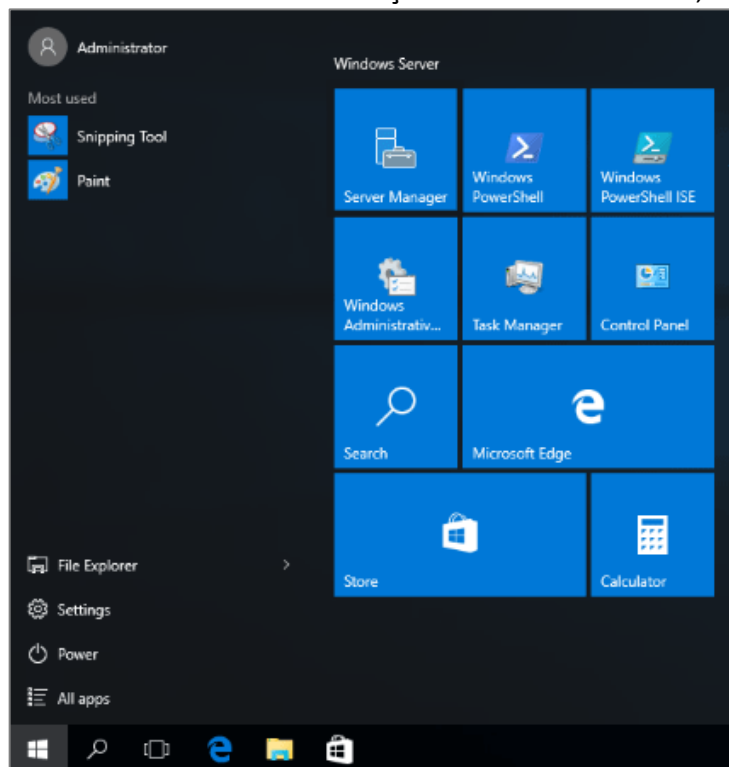 Administrator
Windows Server
Most used
Snipping Tool
Paint
Server Manager
Windows
PowerShell
Windows
PowerShell ISE
Windows
Administrativ...
Task Manager
Control Panel
Search
Microsoft Edge
Store
Calculator
File Explorer
Settings
Power
All apps